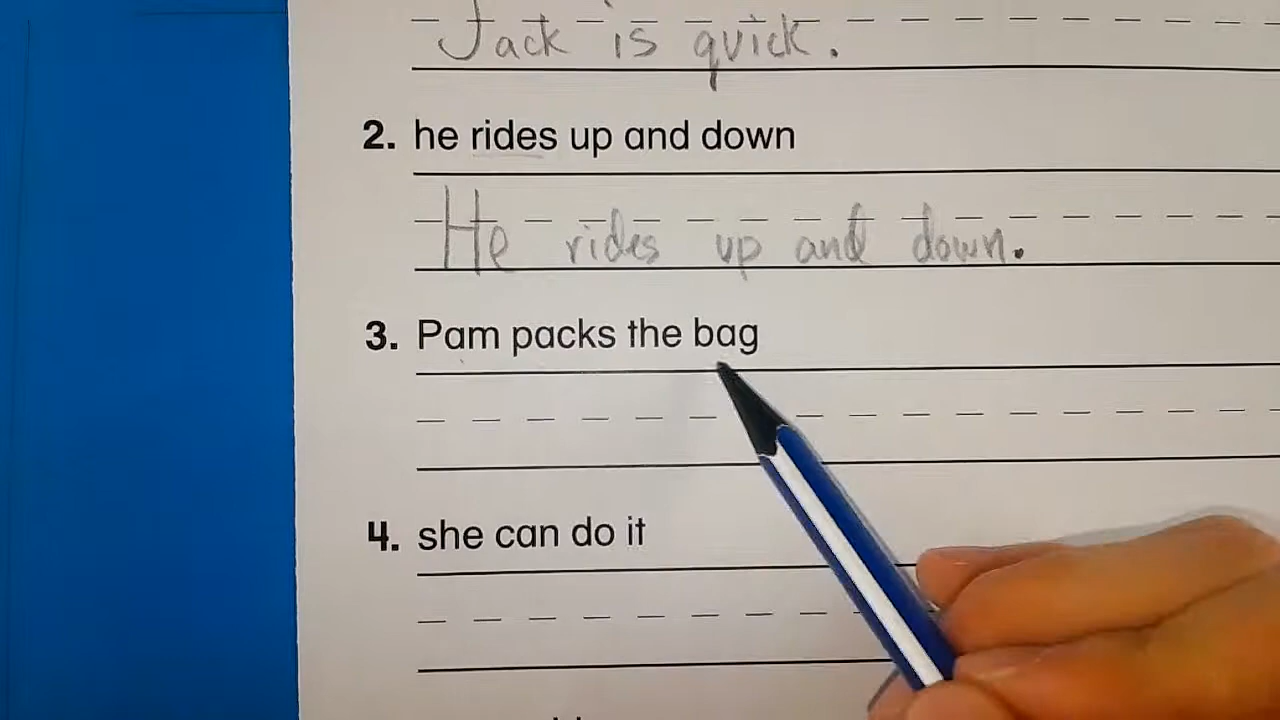 Jack is quick.
2. he rides up and down
He rides up and down.
3. Pam packs the bag
4. she can do it